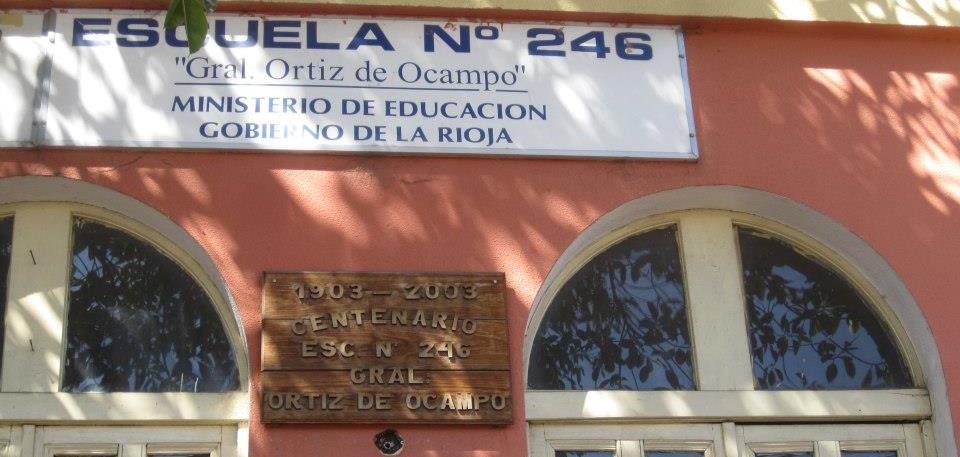 ESCUELA Nº 246
"Gral. Ortiz de Ocampo"
MINISTERIO DE EDUCACION
GOBIERNO DE LA RIOJA
1903 — 2003
CENTENARIO
ESC. Nº 246
GRAL.
ORTIZ DE OCAMPO